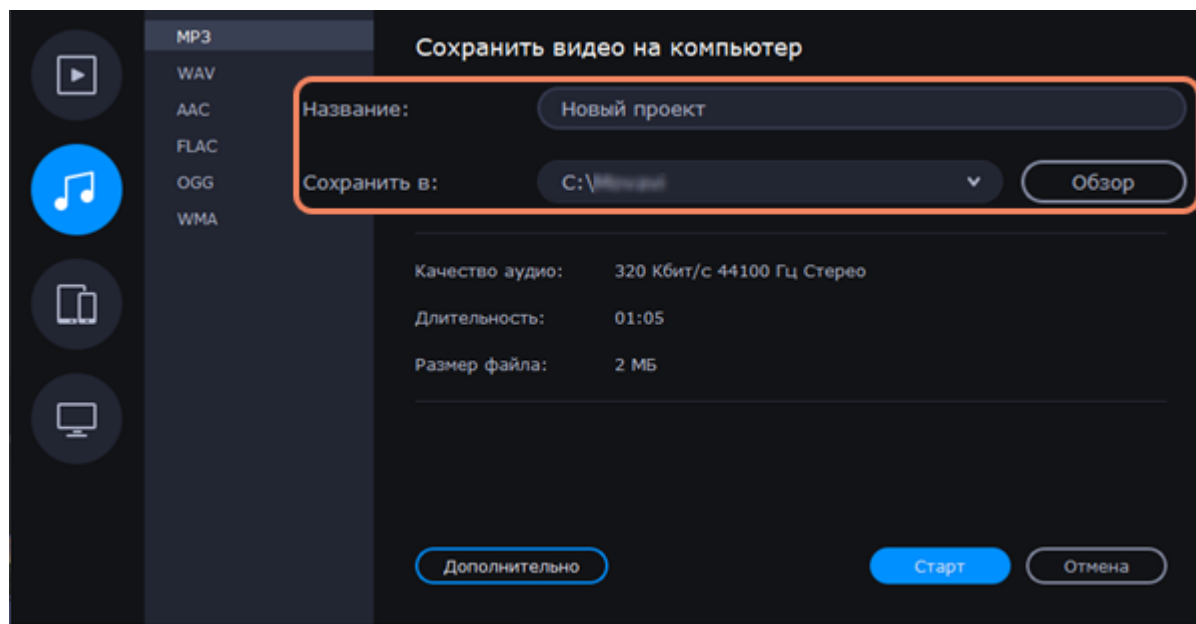 MP3
WAV
AAC
FLAC
OGG
WMA
Сохранить видео на компьютер
Название: Новый проект
Сохранить в: C:\ Обзор
Качество аудио: 320 Кбит/с 44100 Гц Стерео
Длительность: 01:05
Размер файла: 2 МБ
Дополнительно Старт Отмена